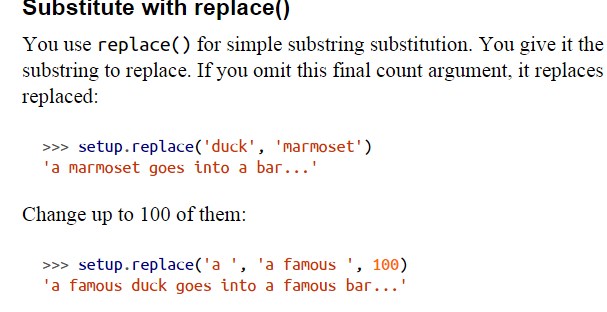 Substitute with replace()
You use replace() for simple substring substitution. You give it the
substring to replace. If you omit this final count argument, it replaces
replaced:
>>> setup.replace('duck', 'marmoset')
'a marmoset goes into a bar...'
Change up to 100 of them:
>>> setup.replace('a ', 'a famous ', 100)
'a famous duck goes into a famous bar...'